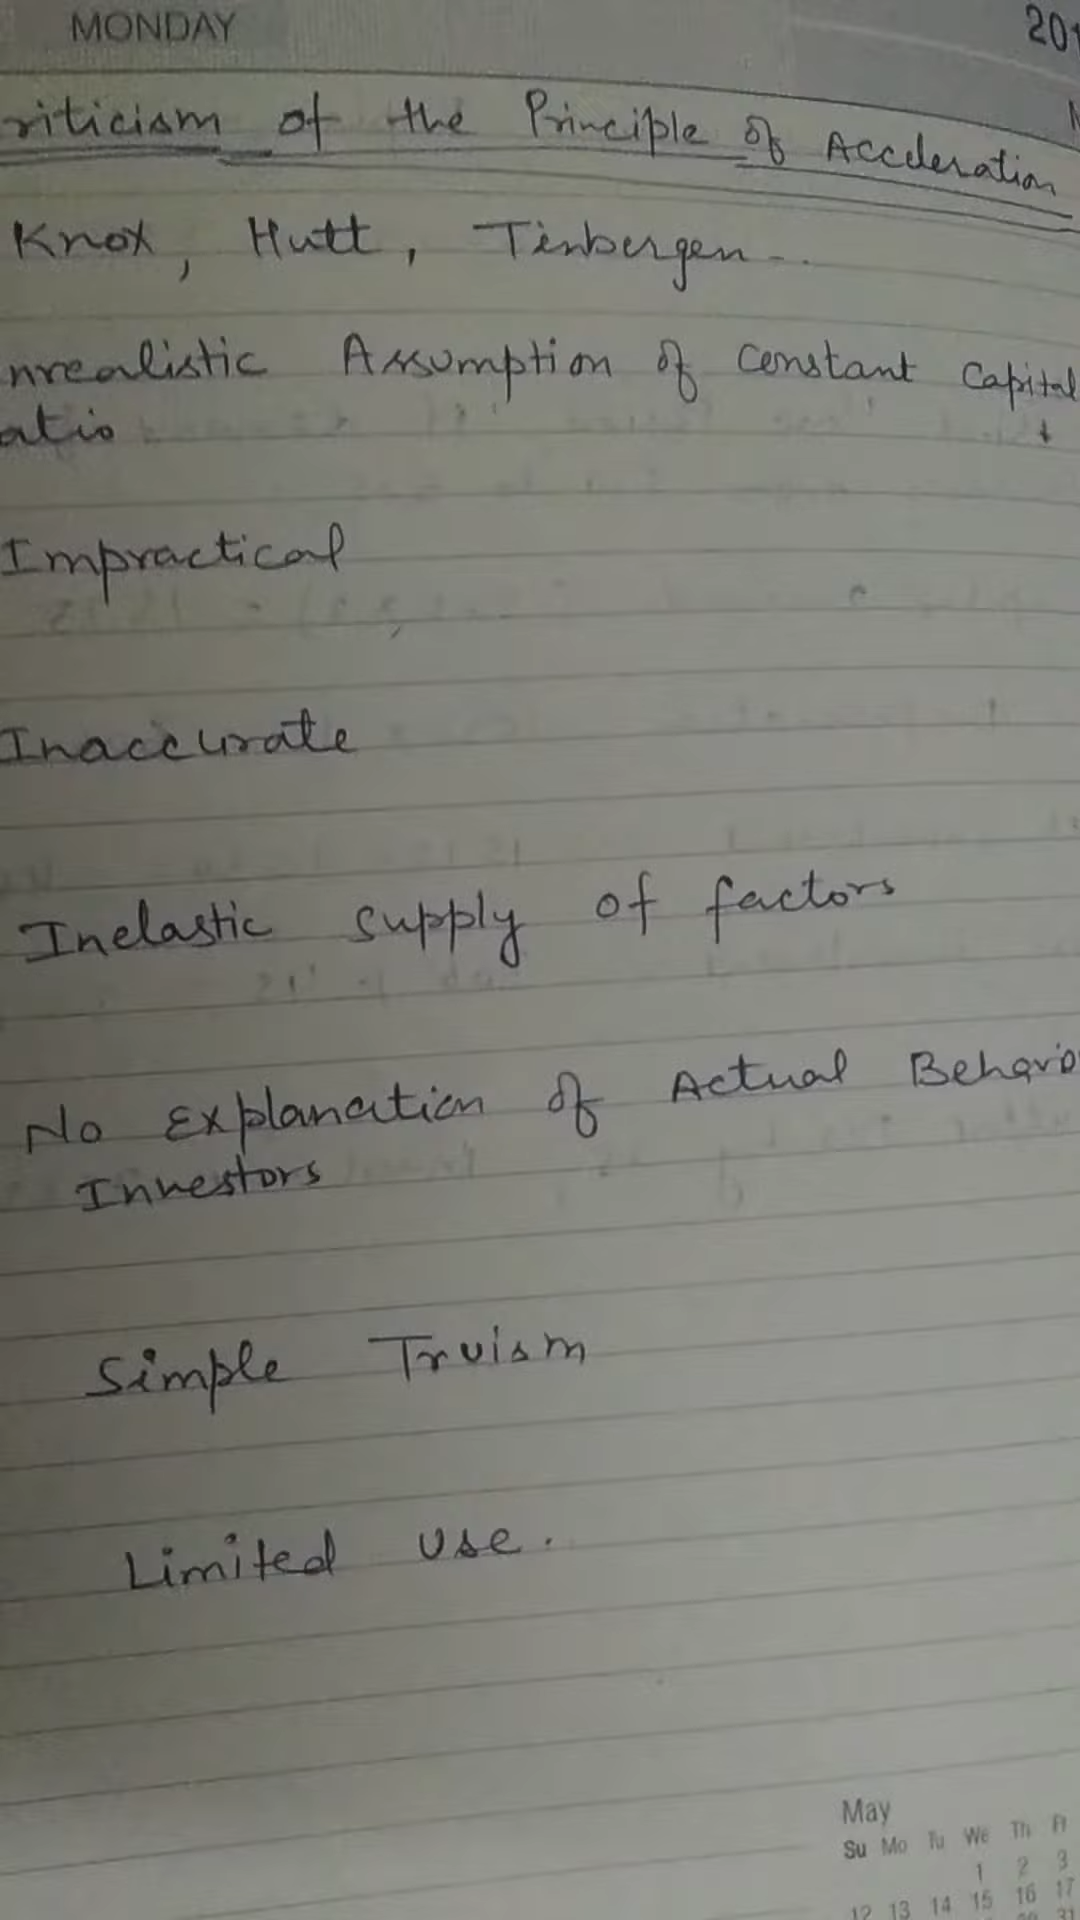 MONDAY 201
riticism of the Principle of Acceleration
Knox, Hutt, Tinbergen...
nrealistic Assumption of Constant Capital
atio
Impractical
Inaccurate
Inelastic supply of factors
No Explanation of Actual Behavio
Investors
Simple Truism
Limited use.
May
Su Mo Tu We Th Fr
1 2 3
12 13 14 15 16 17
31